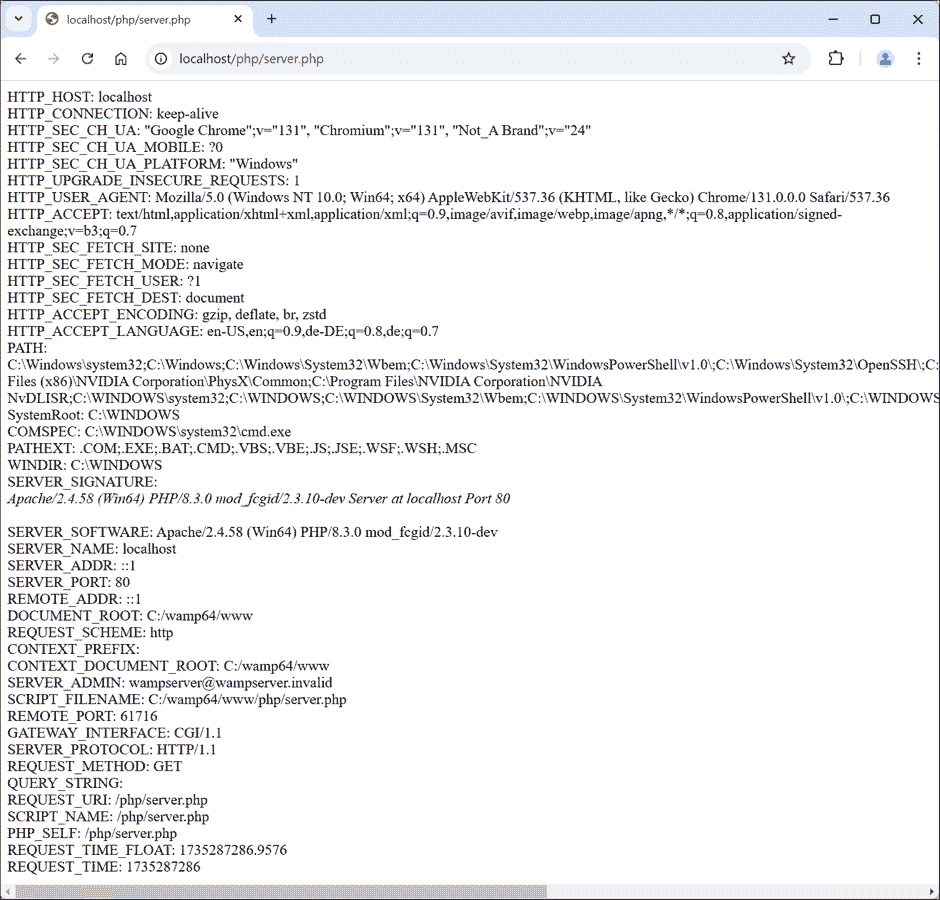 localhost/php/server.php
localhost/php/server.php
HTTP_HOST: localhost
HTTP_CONNECTION: keep-alive
HTTP_SEC_CH_UA: "Google Chrome";v="131", "Chromium";v="131", "Not_A Brand";v="24"
HTTP_SEC_CH_UA_MOBILE: ?0
HTTP_SEC_CH_UA_PLATFORM: "Windows"
HTTP_UPGRADE_INSECURE_REQUESTS: 1
HTTP_USER_AGENT: Mozilla/5.0 (Windows NT 10.0; Win64; x64) AppleWebKit/537.36 (KHTML, like Gecko) Chrome/131.0.0.0 Safari/537.36
HTTP_ACCEPT: text/html,application/xhtml+xml,application/xml;q=0.9,image/avif,image/webp,image/apng,*/*;q=0.8,application/signed-
exchange;v=b3;q=0.7
HTTP_SEC_FETCH_SITE: none
HTTP_SEC_FETCH_MODE: navigate
HTTP_SEC_FETCH_USER: ?1
HTTP_SEC_FETCH_DEST: document
HTTP_ACCEPT_ENCODING: gzip, deflate, br, zstd
HTTP_ACCEPT_LANGUAGE: en-US,en;q=0.9,de-DE;q=0.8,de;q=0.7
PATH:
C:\Windows\system32;C:\Windows;C:\Windows\System32\Wbem;C:\Windows\System32\WindowsPowerShell\v1.0\;C:\Windows\System32\OpenSSH\;C:
Files (x86)\NVIDIA Corporation\PhysX\Common;C:\Program Files\NVIDIA Corporation\NVIDIA
NvDLISR;C:\WINDOWS\system32;C:\WINDOWS;C:\WINDOWS\System32\Wbem;C:\WINDOWS\System32\WindowsPowerShell\v1.0\;C:\WINDOWS
SystemRoot: C:\WINDOWS
COMSPEC: C:\WINDOWS\system32\cmd.exe
PATHEXT: .COM;.EXE;.BAT;.CMD;.VBS;.VBE;.JS;.JSE;.WSF;.WSH;.MSC
WINDIR: C:\WINDOWS
SERVER_SIGNATURE:
Apache/2.4.58 (Win64) PHP/8.3.0 mod_fcgid/2.3.10-dev Server at localhost Port 80
SERVER_SOFTWARE: Apache/2.4.58 (Win64) PHP/8.3.0 mod_fcgid/2.3.10-dev
SERVER_NAME: localhost
SERVER_ADDR: ::1
SERVER_PORT: 80
REMOTE_ADDR: ::1
DOCUMENT_ROOT: C:/wamp64/www
REQUEST_SCHEME: http
CONTEXT_PREFIX:
CONTEXT_DOCUMENT_ROOT: C:/wamp64/www
SERVER_ADMIN: wampserver@wampserver.invalid
SCRIPT_FILENAME: C:/wamp64/www/php/server.php
REMOTE_PORT: 61716
GATEWAY_INTERFACE: CGI/1.1
SERVER_PROTOCOL: HTTP/1.1
REQUEST_METHOD: GET
QUERY_STRING:
REQUEST_URI: /php/server.php
SCRIPT_NAME: /php/server.php
PHP_SELF: /php/server.php
REQUEST_TIME_FLOAT: 1735287286.9576
REQUEST_TIME: 1735287286